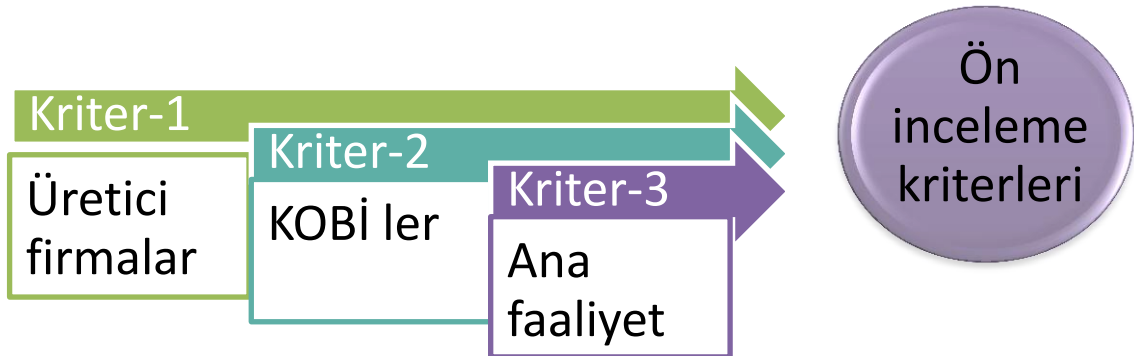 Kriter-1
Üretici
firmalar
Kriter-2
KOBİ ler
Kriter-3
Ana
faaliyet
Ön
inceleme
kriterleri